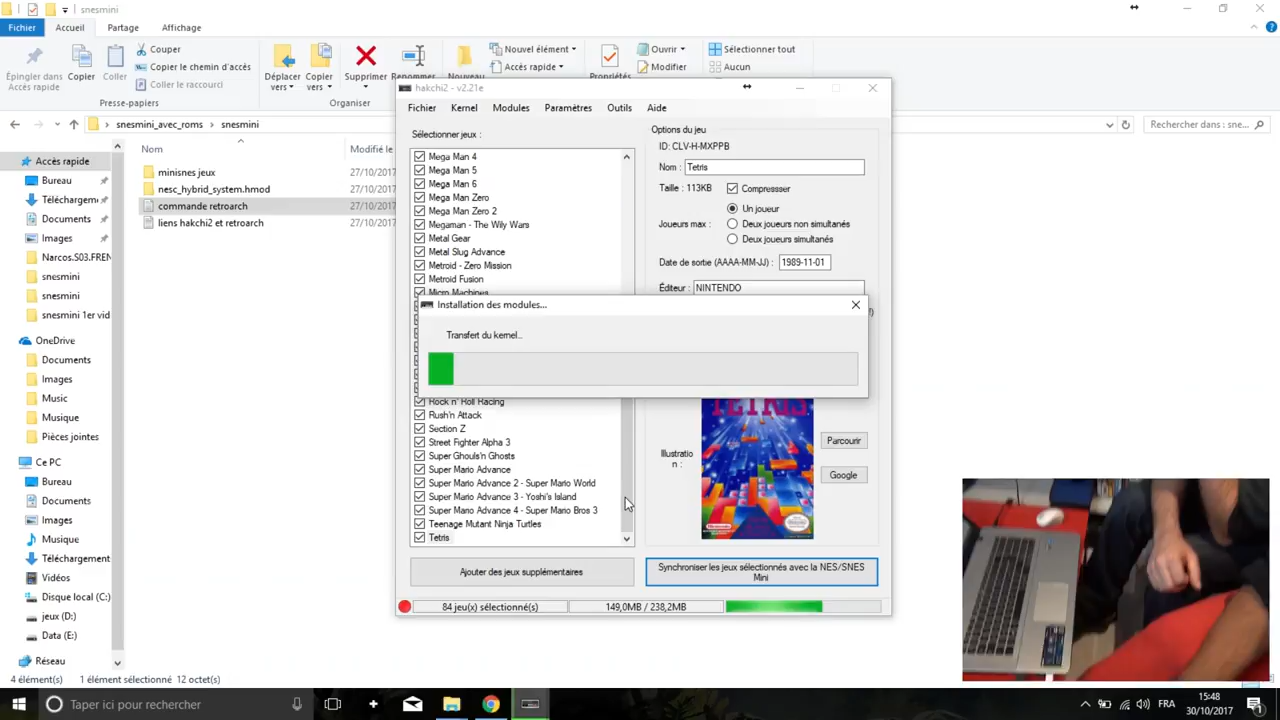 snesmini
Fichier Accueil Partage Affichage
Épingler dans Accès rapide
Copier
Coller
Couper
Copier le chemin d'accès
Coller le raccourci
Déplacer vers
Copier vers
Supprimer
Renommer
Nouveau
Nouvel élément
Accès rapide
Propriétés
Ouvrir
Modifier
Sélectionner tout
Aucun
Presse-papiers
Organiser
snesmini_avec_roms > snesmini
Rechercher dans : sne...
Nom
Modifié le
minisnes jeux 27/10/2017
nesc_hybrid_system.hmod 27/10/2017
commande retroarch 27/10/2017
liens hakchi2 et retroarch 27/10/2017
Accès rapide
Bureau
Téléchargem
Documents
Images
Narcos.S03.FREN
snesmini
snesmini
snesmini 1er vid
OneDrive
Documents
Images
Music
Musique
Pièces jointes
Ce PC
Bureau
Documents
Images
Musique
Téléchargement
Vidéos
Disque local (C:)
jeux (D:)
Data (E:)
Réseau
4 élément(s) 1 élément sélectionné 12 octet(s)
hakchi2 - v2.21e
Fichier Kernel Modules Paramètres Outils Aide
Sélectionner jeux :
Mega Man 4
Mega Man 5
Mega Man 6
Mega Man Zero
Mega Man Zero 2
Megaman - The Wily Wars
Metal Gear
Metal Slug Advance
Metroid - Zero Mission
Metroid Fusion
Micro Machines
Rock n' Roll Racing
Rush'n Attack
Section Z
Street Fighter Alpha 3
Super Ghouls'n Ghosts
Super Mario Advance
Super Mario Advance 2 - Super Mario World
Super Mario Advance 3 - Yoshi's Island
Super Mario Advance 4 - Super Mario Bros 3
Teenage Mutant Ninja Turtles
Tetris
Options du jeu
ID: CLV-H-MXPPB
Nom : Tetris
Taille : 113KB Compressser
Joueurs max :
Un joueur
Deux joueurs non simultanés
Deux joueurs simultanés
Date de sortie (AAAA-MM-JJ) : 1989-11-01
Éditeur : NINTENDO
Installation des modules...
Transfert du kernel...
Illustratio
n :
TETRIS
Parcourir
Google
Ajouter des jeux supplémentaires
Synchroniser les jeux sélectionnés avec la NES/SNES
Mini
84 jeu(x) sélectionné(s) 149,0MB / 238,2MB
Taper ici pour rechercher
FRA
15:48
30/10/2017